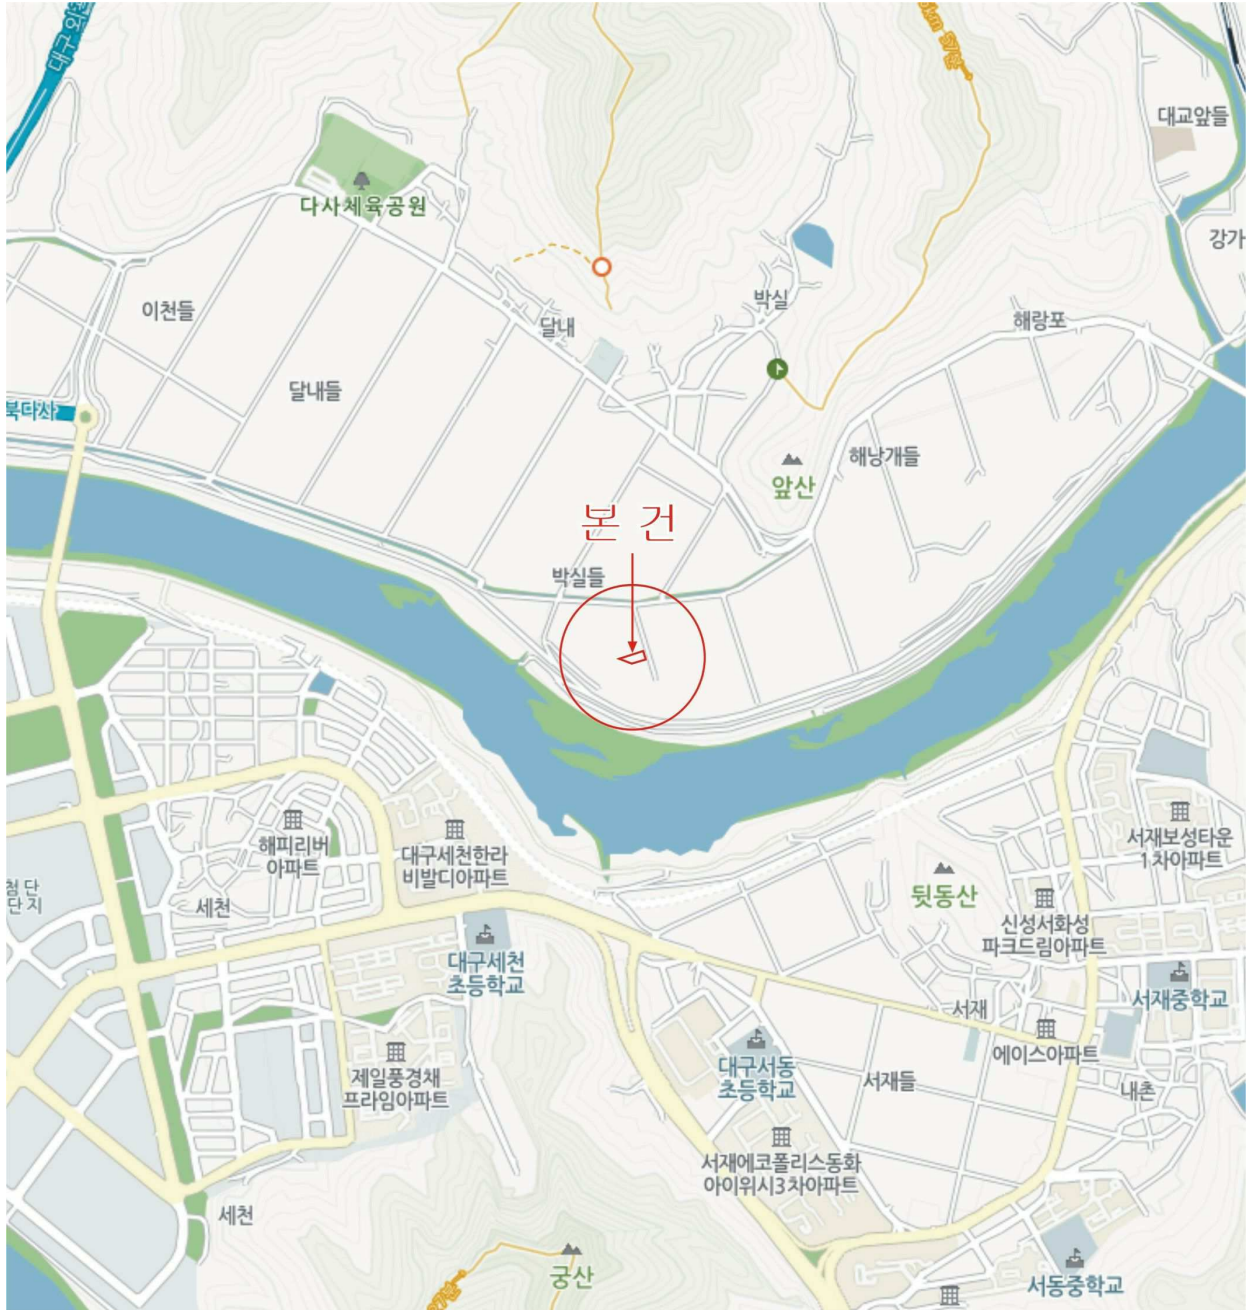 대구외
대교앞들
다사체육공원
강가
박실
이천들
해랑포
달내
달내들
북다사
해낭개들
앞산
본 건
박실들
해피리버
아파트
대구세천한라
비발디아파트
서재보성타운
1차아파트
첨단
단지
뒷동산
세천
신성서화성
파크드림아파트
대구세천
초등학교
서재중학교
서재
에이스아파트
제일풍경채
프라임아파트
대구서동
초등학교
서재들
내촌
서재에코폴리스동화
아이위시3차아파트
세천
궁산
서동중학교